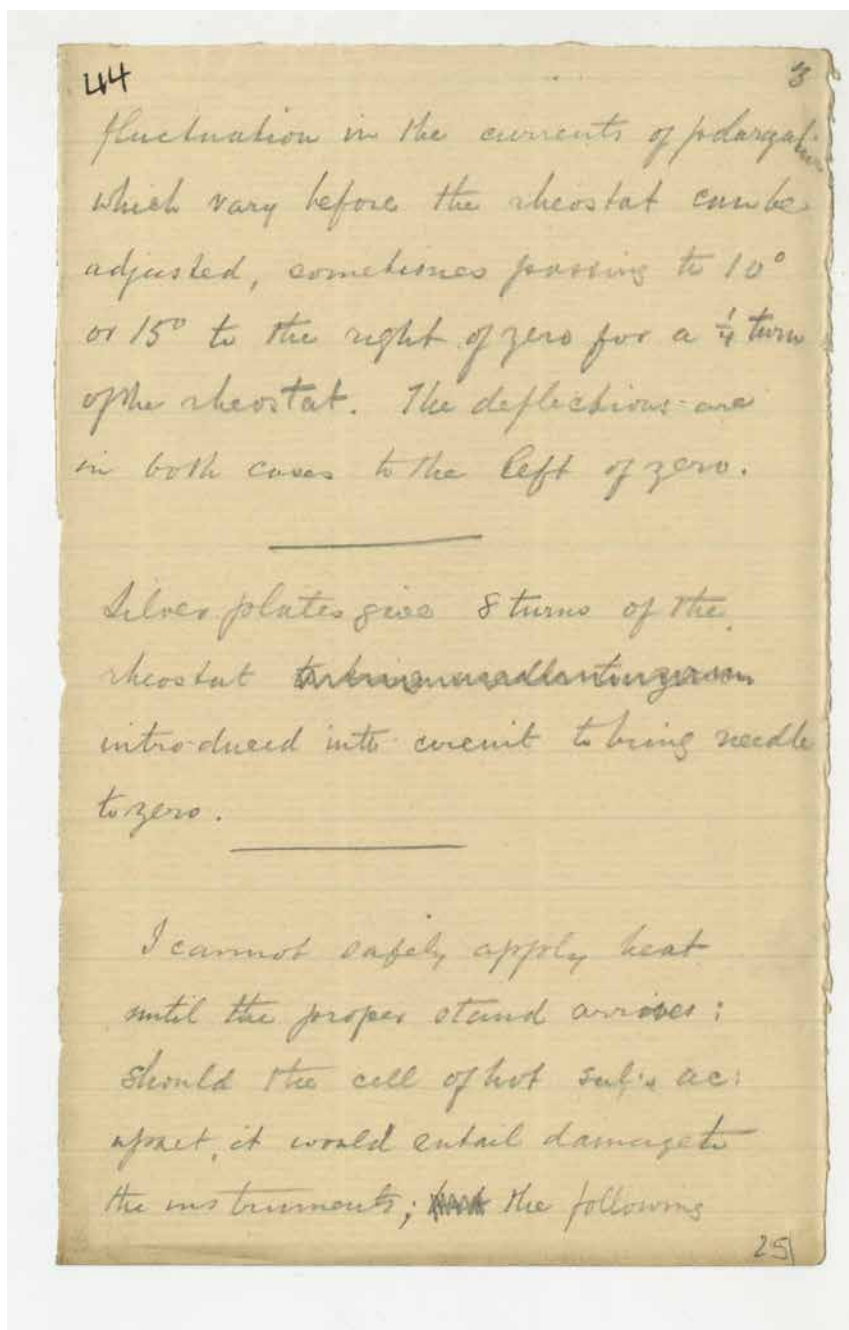 44
3
fluctuation in the currents of polarization
which vary before the rheostat can be
adjusted, sometimes passing to 10°
or 15° to the right of zero for a ¼ turn
of the rheostat. The deflections are
in both cases to the left of zero.
Silver plates give 8 turns of the
rheostat
introduced into circuit to bring needle
to zero.
I cannot safely apply heat
until the proper stand arrives;
should the cell of hot sul: ac:
upset, it would entail damage to
the instruments; the following
25